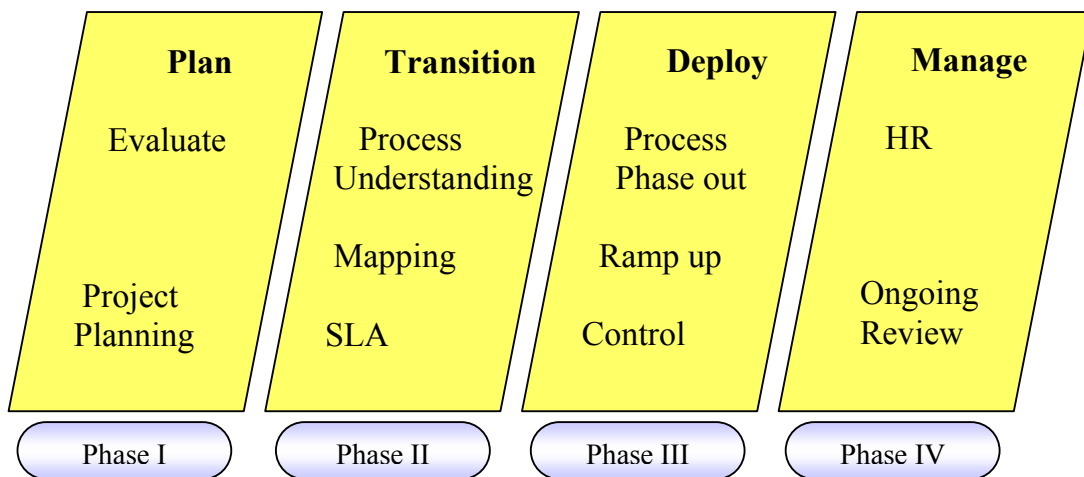 Plan
Evaluate
Project
Planning
Phase I
Transition
Process
Understanding
Mapping
SLA
Phase II
Deploy
Process
Phase out
Ramp up
Control
Phase III
Manage
HR
Ongoing
Review
Phase IV